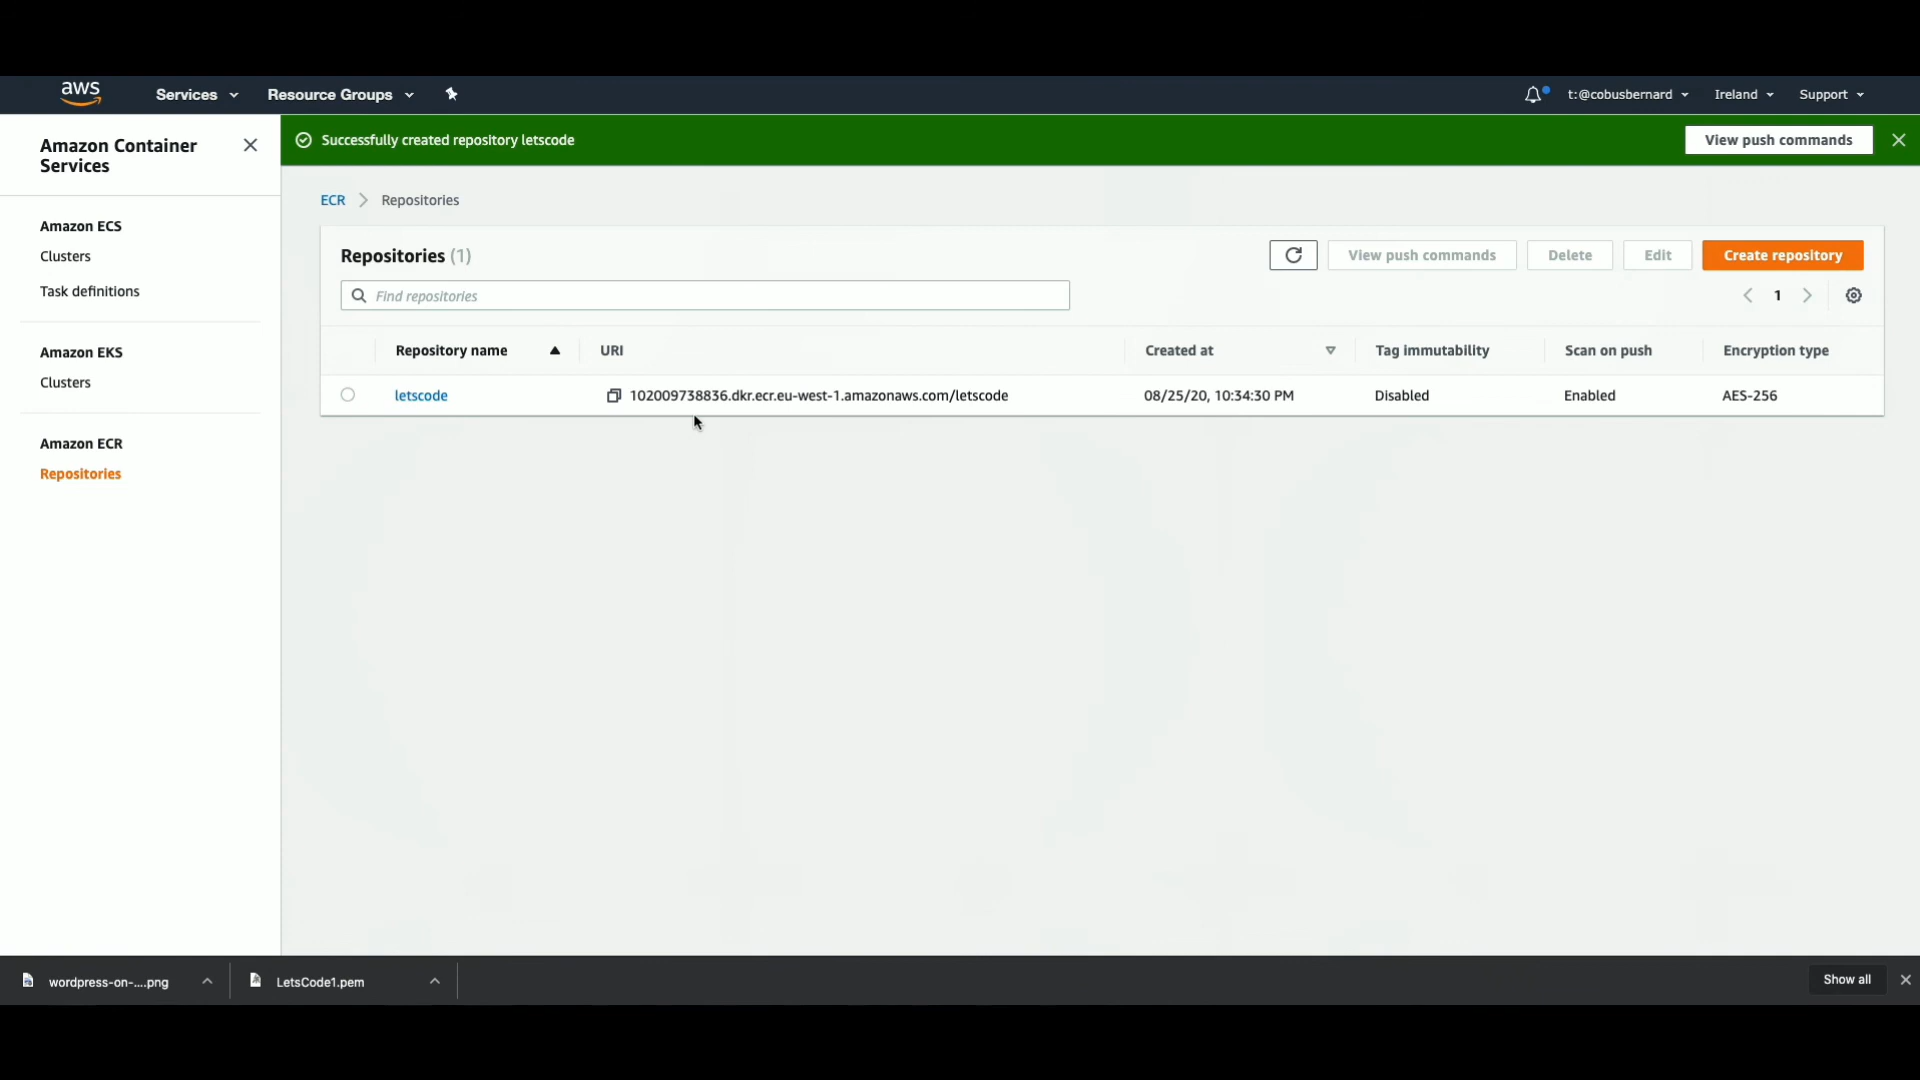 aws Services Resource Groups t:@cobusbernard Ireland Support
Amazon Container
Services
Successfully created repository letscode View push commands
ECR Repositories
Amazon ECS
Clusters
Task definitions
Amazon EKS
Clusters
Amazon ECR
Repositories
Repositories (1) View push commands Delete Edit Create repository
Find repositories 1
Repository name URI Created at Tag immutability Scan on push Encryption type
letscode 102009738836.dkr.ecr.eu-west-1.amazonaws.com/letscode 08/25/20, 10:34:30 PM Disabled Enabled AES-256
wordpress-on-....png LetsCode1.pem Show all